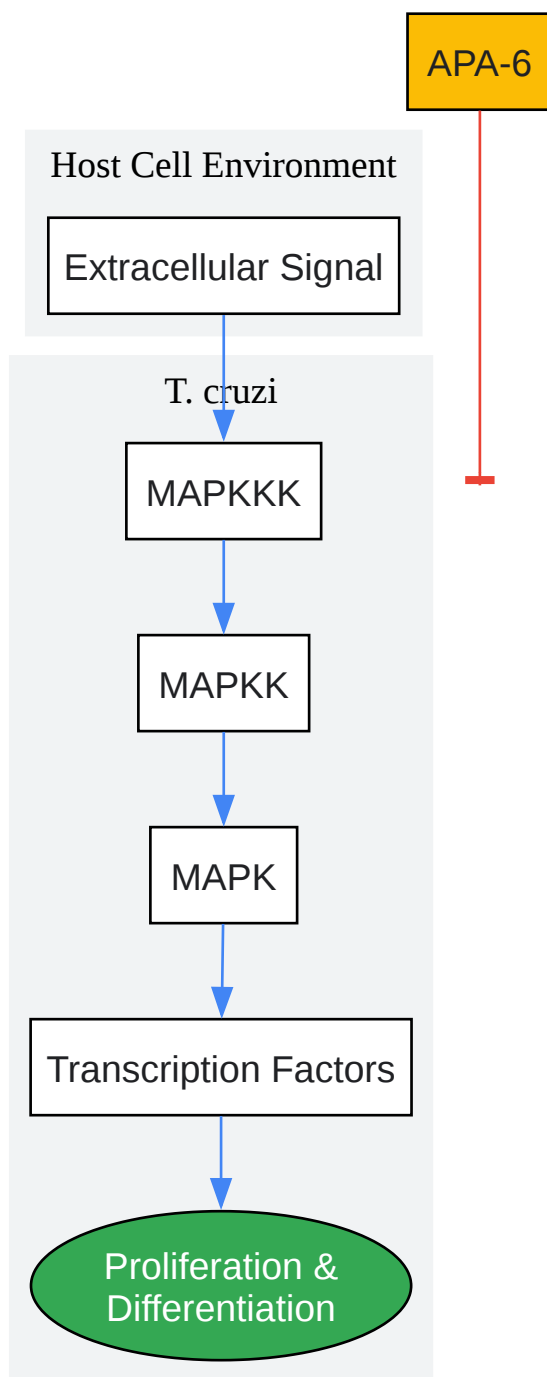 APA-6
Host Cell Environment
Extracellular Signal
T. cruzi
MAPKKK
MAPKK
MAPK
Transcription Factors
Proliferation &
Differentiation